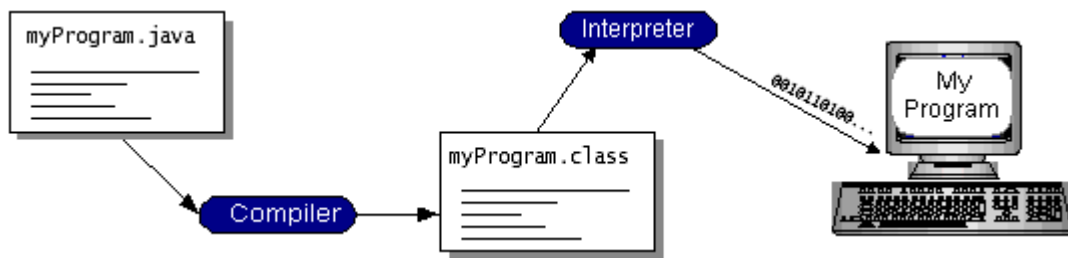 myProgram.java
Compiler
myProgram.class
Interpreter
0010110100...
My
Program